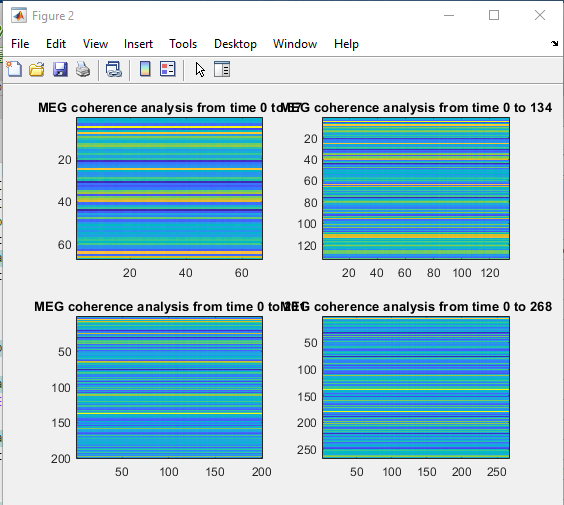 Figure 2
File Edit View Insert Tools Desktop Window Help
MEG coherence analysis from time 0 to
MEG coherence analysis from time 0 to 134
20
40
60
20 40 60
20
40
60
80
100
120
20 40 60 80 100 120
MEG coherence analysis from time 0 to
MEG coherence analysis from time 0 to 268
50
100
150
200
50 100 150 200
50
100
150
200
250
50 100 150 200 250